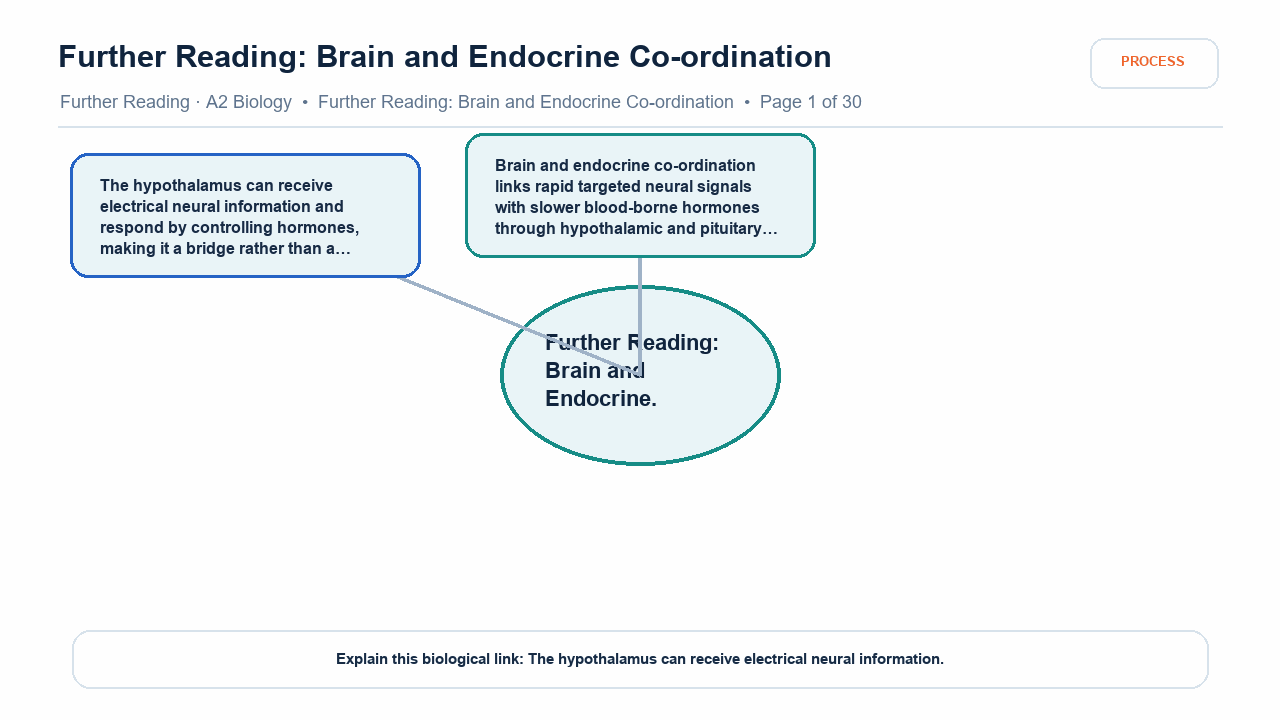 Further Reading: Brain and Endocrine Co-ordination
PROCESS
Further Reading · A2 Biology • Further Reading: Brain and Endocrine Co-ordination • Page 1 of 30
The hypothalamus can receive
electrical neural information and
respond by controlling hormones,
making it a bridge rather than a…
Brain and endocrine co-ordination
links rapid targeted neural signals
with slower blood-borne hormones
through hypothalamic and pituitary…
Further Reading:
Brain and
Endocrine.
Explain this biological link: The hypothalamus can receive electrical neural information.